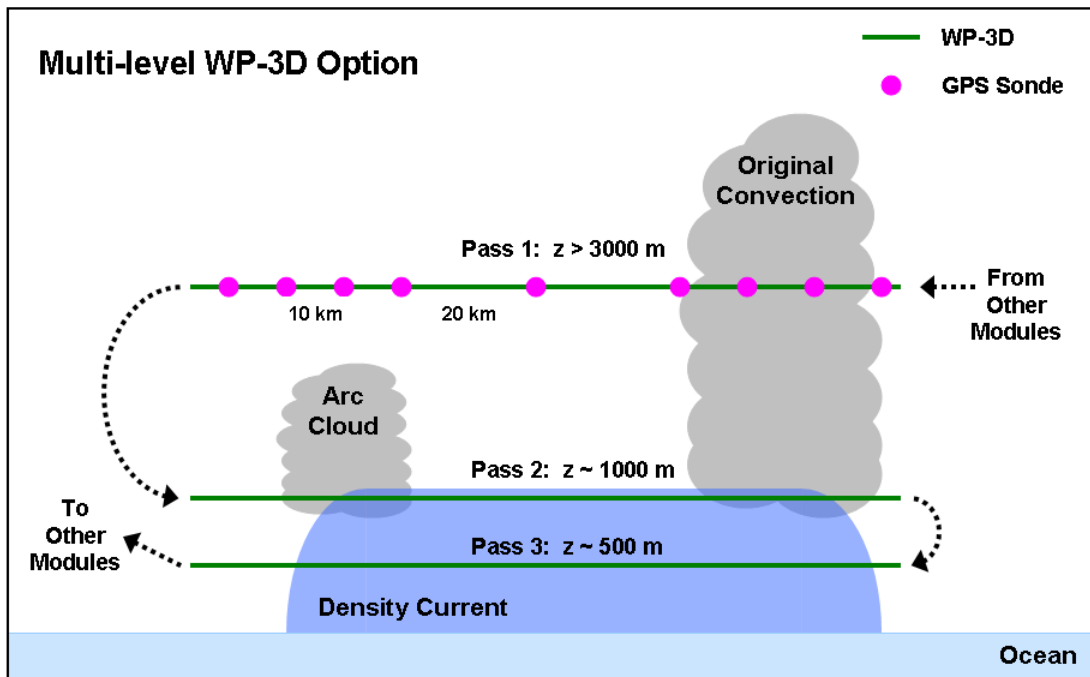 Multi-level WP-3D Option
WP-3D
GPS Sonde
Original
Convection
Pass 1:  z > 3000 m
From
Other
Modules
10 km
20 km
Arc
Cloud
Pass 2:  z ~ 1000 m
To
Other
Modules
Pass 3:  z ~ 500 m
Density Current
Ocean